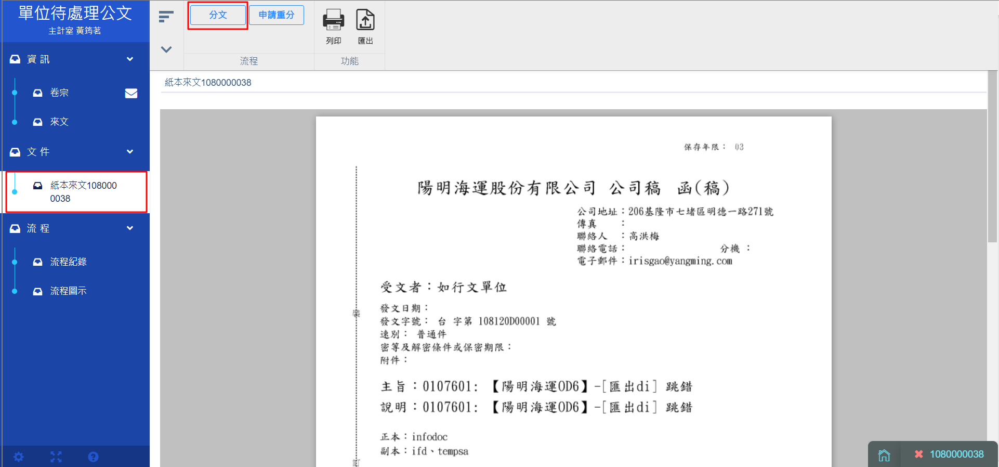 單位待處理公文
主計室 黃筠茗
資 訊
卷宗
來文
文 件
紙本來文108000
0038
流 程
流程紀錄
流程圖示
分文
申請重分
列印
匯出
流程
功能
紙本來文1080000038
保存年限： 03
陽明海運股份有限公司 公司稿 函(稿)
公司地址：206基隆市七堵區明德一路271號
傳真 ：
聯絡人 ：高洪梅
聯絡電話： 分機：
電子郵件：irisgao@yangming.com
受文者：如行文單位
發文日期：
發文字號： 台 字第 108120D00001 號
速別： 普通件
密等及解密條件或保密期限：
附件：
裝
主旨：0107601: 【陽明海運OD6】-[匯出di] 跳錯
說明：0107601: 【陽明海運OD6】-[匯出di] 跳錯
正本：infodoc
副本：ifd、tempsa
訂
1080000038